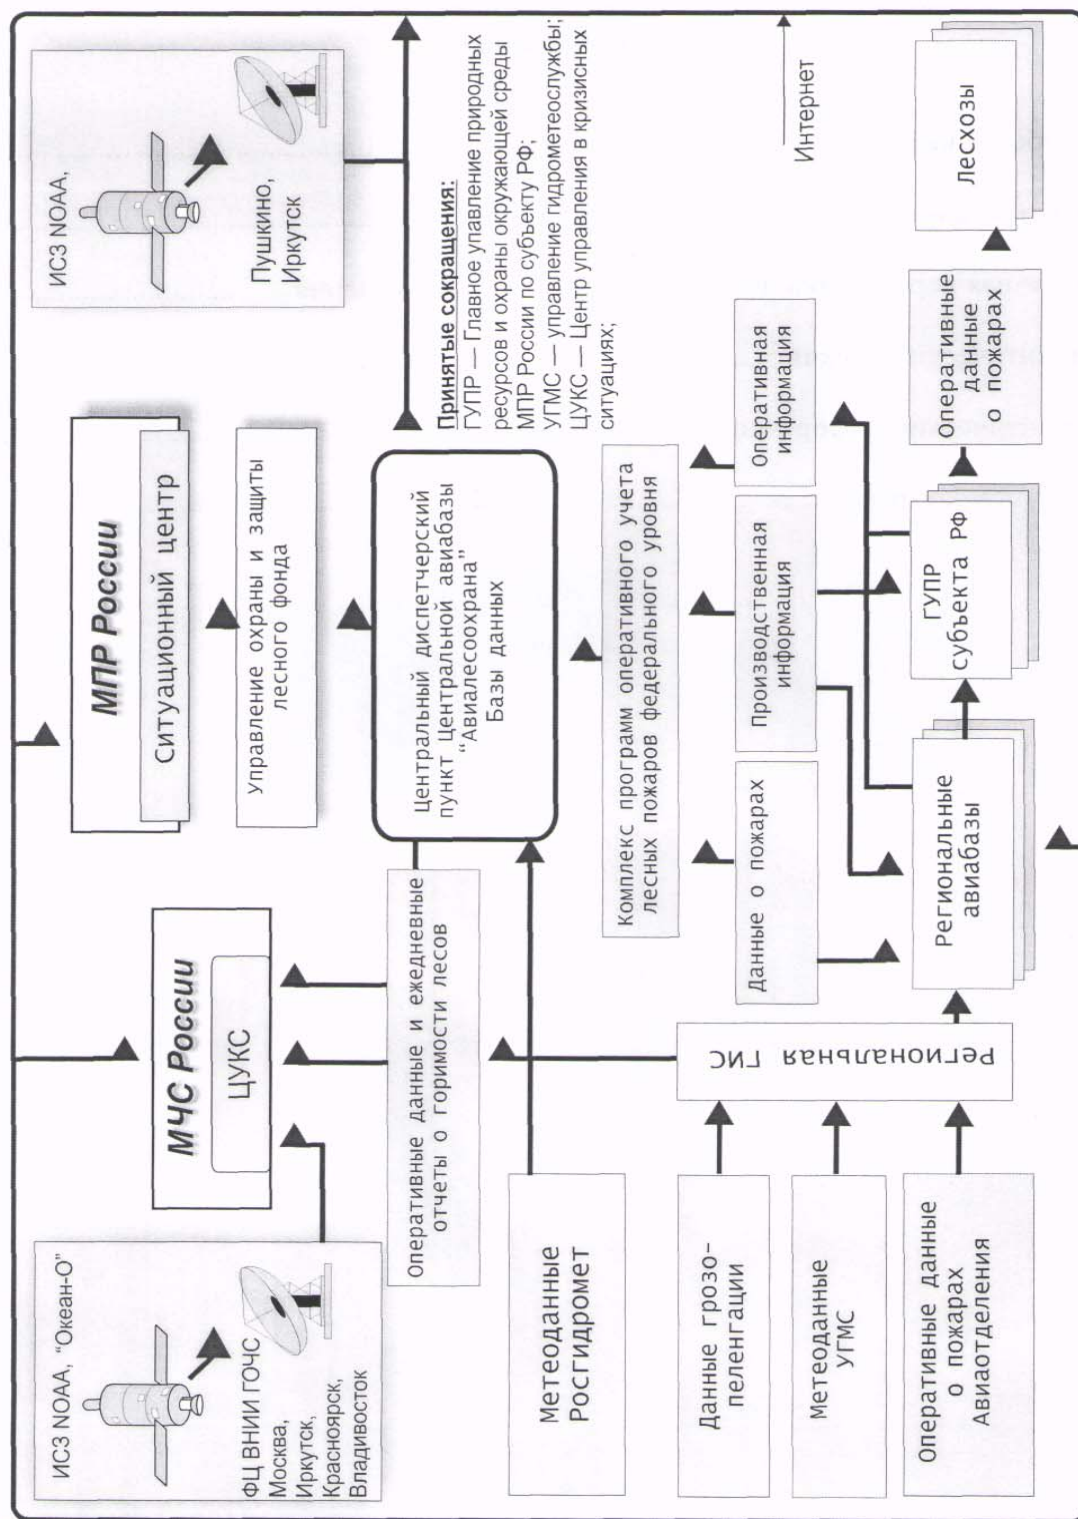 ИСЗ NOAA, "Океан-О"
ФЦ ВНИИ ГОЧС
Москва,
Иркутск,
Красноярск,
Владивосток
МЧС России
ЦУКС
МПР России
Ситуационный центр
Управление охраны и защиты
лесного фонда
ИСЗ NOAA,
Пушкино,
Иркутск
Оперативные данные и ежедневные
отчеты о горимости лесов
Центральный диспетчерский
пункт центральной авиабазы
"Авиалесоохрана"
Базы данных
Принятые сокращения:
ГУПР — Главное упавление природных
ресурсов и охраны окружающей среды
МПР России по субъекту РФ;
УГМС — управление гидрометеослужбы;
ЦУКС — Центр управления в кризисных
ситуациях;
Метеоданные
Росгидромет
Комплекс программ оперативного учета
лесных пожаров федерального уровня
Данные о пожарах
Производственная
информация
Оперативная
информация
Интернет
Данные грозо-
пеленгации
Метеоданные
УГМС
Оперативные данные
о пожарах
Авиаотделения
Региональная ГИС
Региональные
авиабазы
ГУПР
субъекта РФ
Оперативные
данные
о пожарах
Лесхозы